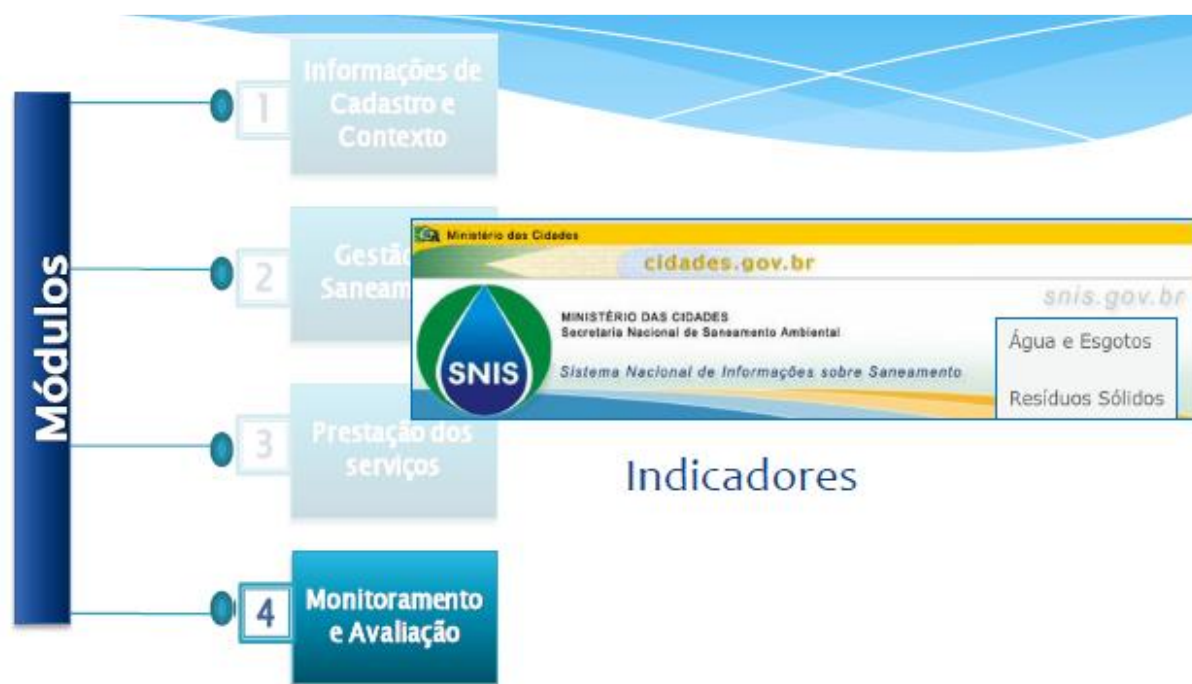 Módulos
1
Informações de
Cadastro e
Contexto
2
Gestão
Saneam
3
Prestação dos
serviços
4
Monitoramento
e Avaliação
Ministério das Cidades
cidades.gov.br
snis.gov.br
SNIS
MINISTÉRIO DAS CIDADES
Secretaria Nacional de Saneamento Ambiental
Sistema Nacional de Informações sobre Saneamento
Água e Esgotos
Resíduos Sólidos
Indicadores